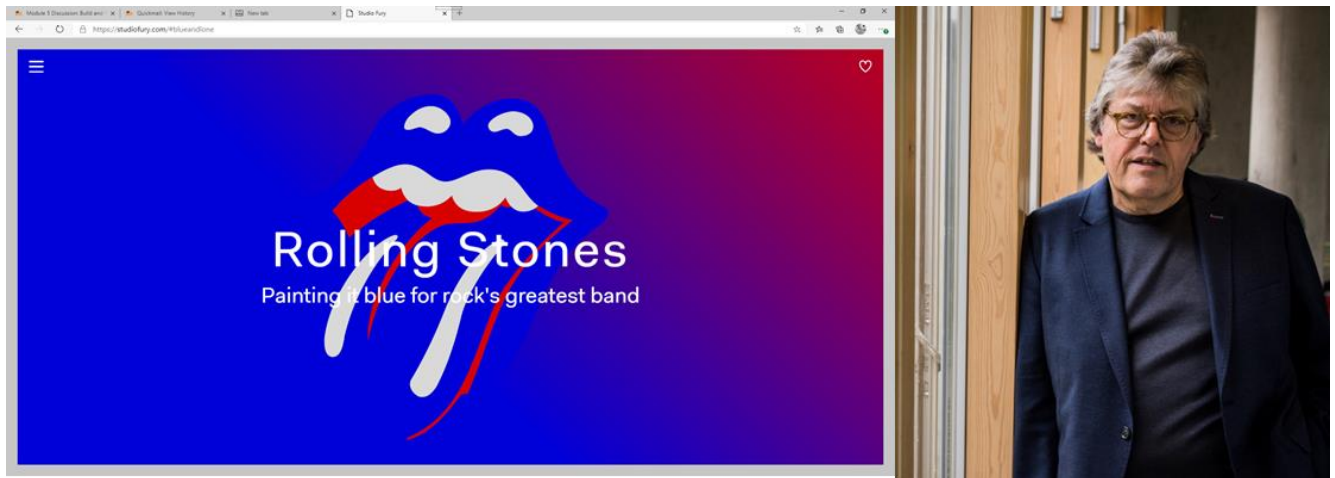 Module 3 Discussion: Build and
Quickmail: View History
New tab
Studio Fury
https://studiofury.com/#blueandlone
Rolling Stones
Painting it blue for rock's greatest band